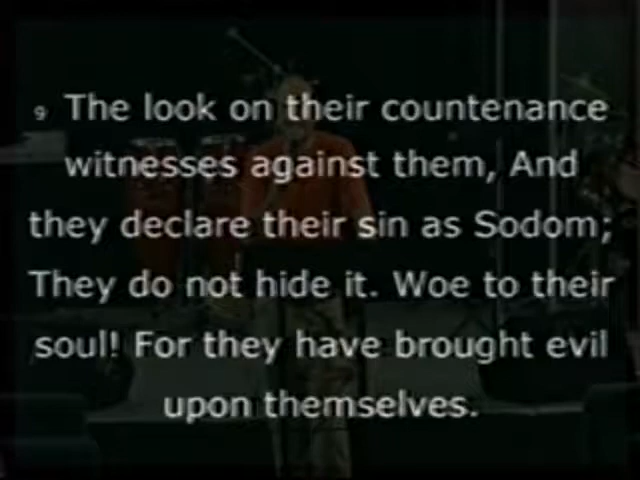 9 The look on their countenance
witnesses against them, And
they declare their sin as Sodom;
They do not hide it. Woe to their
soul! For they have brought evil
upon themselves.